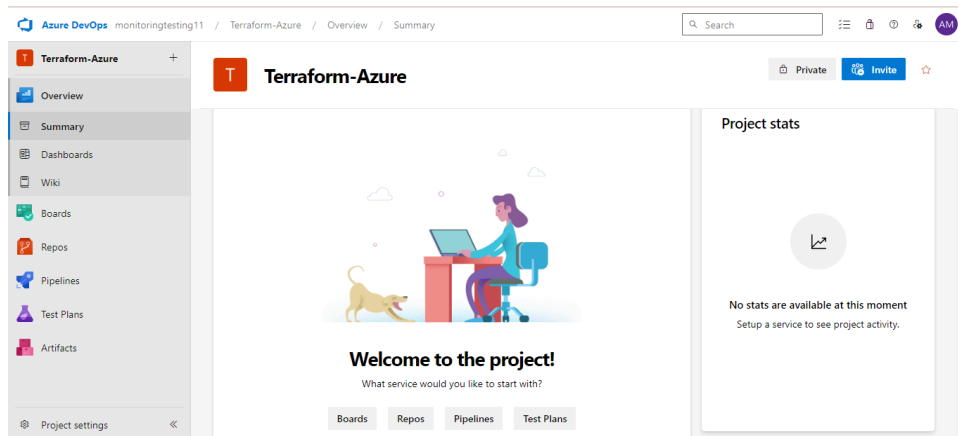 Azure DevOps monitoringtesting11 / Terraform-Azure / Overview / Summary
Search
AM
T Terraform-Azure +
Overview
Summary
Dashboards
Wiki
Boards
Repos
Pipelines
Test Plans
Artifacts
Project settings
T Terraform-Azure
Private
Invite
Welcome to the project!
What service would you like to start with?
Boards Repos Pipelines Test Plans
Project stats
No stats are available at this moment
Setup a service to see project activity.